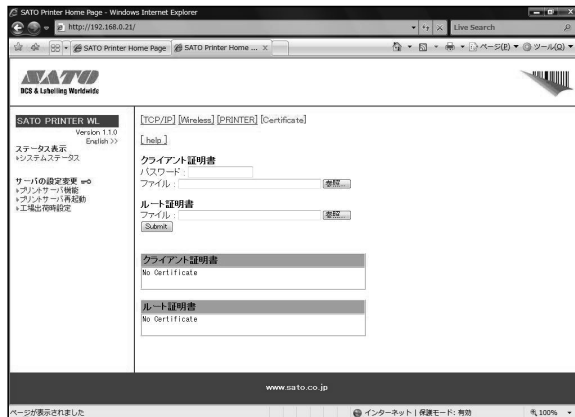 SATO Printer Home Page - Windows Internet Explorer
http://192.168.0.21/
Live Search
SATO Printer Home Page
SATO Printer Home ...
ページ(P)
ツール(O)
SATO
DCS & Labelling Worldwide
SATO PRINTER WL
Version 1.1.0
English >>
ステータス表示
システムステータス
サーバの設定変更
プリントサーバ機能
プリントサーバ再起動
工場出荷時設定
[TCP/IP] [Wireless] [PRINTER] [Certificate]
[ help ]
クライアント証明書
パスワード :
ファイル : 参照...
ルート証明書
ファイル : 参照...
Submit
クライアント証明書
No Certificate
ルート証明書
No Certificate
www.sato.co.jp
ページが表示されました
インターネット | 保護モード: 有効
100%